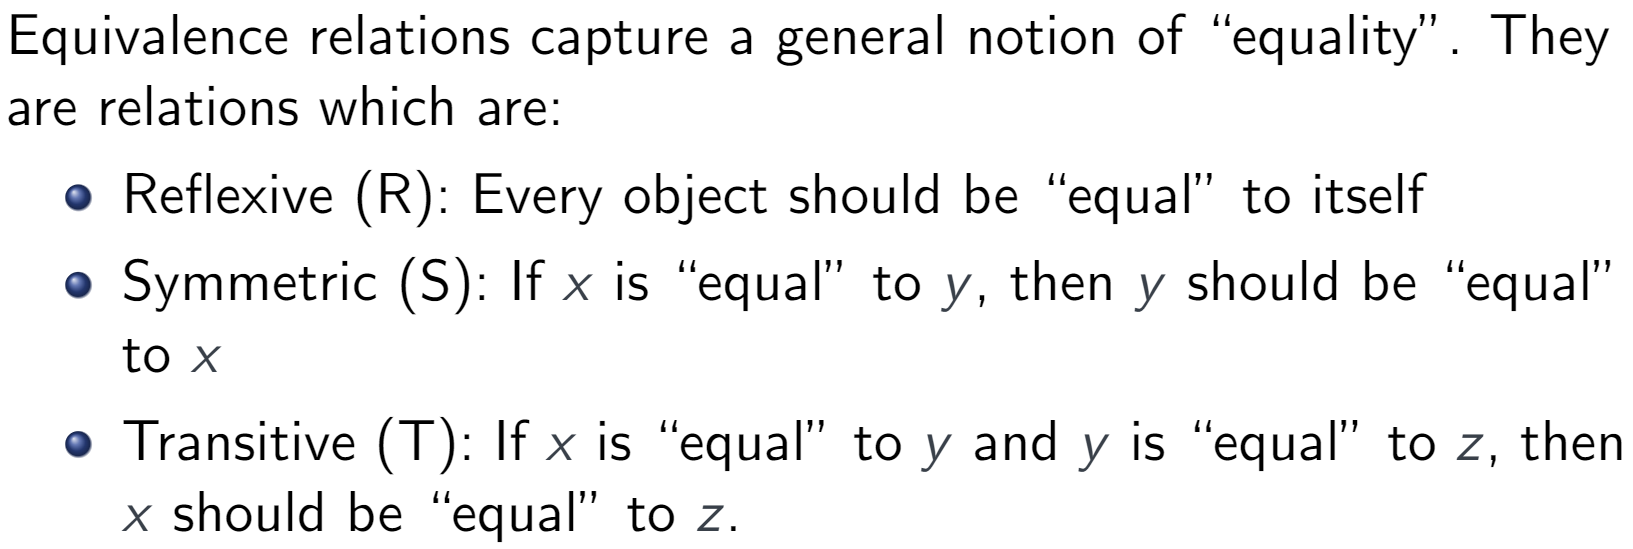 Equivalence relations capture a general notion of “equality”. They
are relations which are:
• Reflexive (R): Every object should be “equal” to itself
• Symmetric (S): If x is “equal” to y, then y should be “equal”
to x
• Transitive (T): If x is “equal” to y and y is “equal” to z, then
x should be “equal” to z.